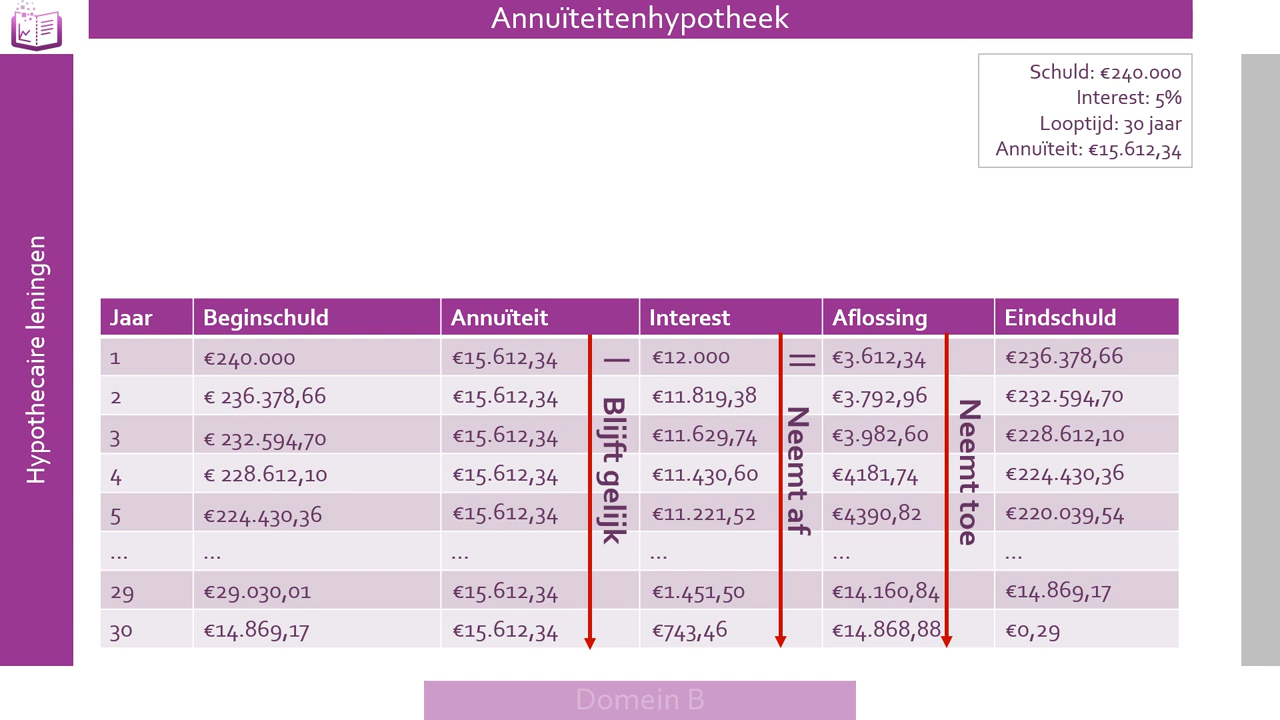 Annuïteitenhypotheek
Hypothecaire leningen
Schuld: €240.000
Interest: 5%
Looptijd: 30 jaar
Annuïteit: €15.612,34
Jaar Beginschuld Annuïteit Interest Aflossing Eindschuld
1 €240.000 €15.612,34 €12.000 €3.612,34 €236.378,66
2 € 236.378,66 €15.612,34 €11.819,38 €3.792,96 €232.594,70
3 € 232.594,70 €15.612,34 €11.629,74 €3.982,60 €228.612,10
4 € 228.612,10 €15.612,34 €11.430,60 €4181,74 €224.430,36
5 €224.430,36 €15.612,34 €11.221,52 €4390,82 €220.039,54
... ... ... ... ... ...
29 €29.030,01 €15.612,34 €1.451,50 €14.160,84 €14.869,17
30 €14.869,17 €15.612,34 €743,46 €14.868,88 €0,29
| Blijft gelijk
|| Neemt af
Neemt toe
Domein B